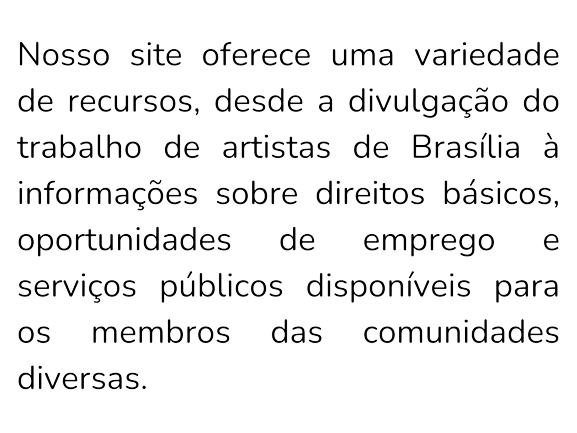 Nosso site oferece uma variedade
de recursos, desde a divulgação do
trabalho de artistas de Brasília à
informações sobre direitos básicos,
oportunidades de emprego e
serviços públicos disponíveis para
os membros das comunidades
diversas.